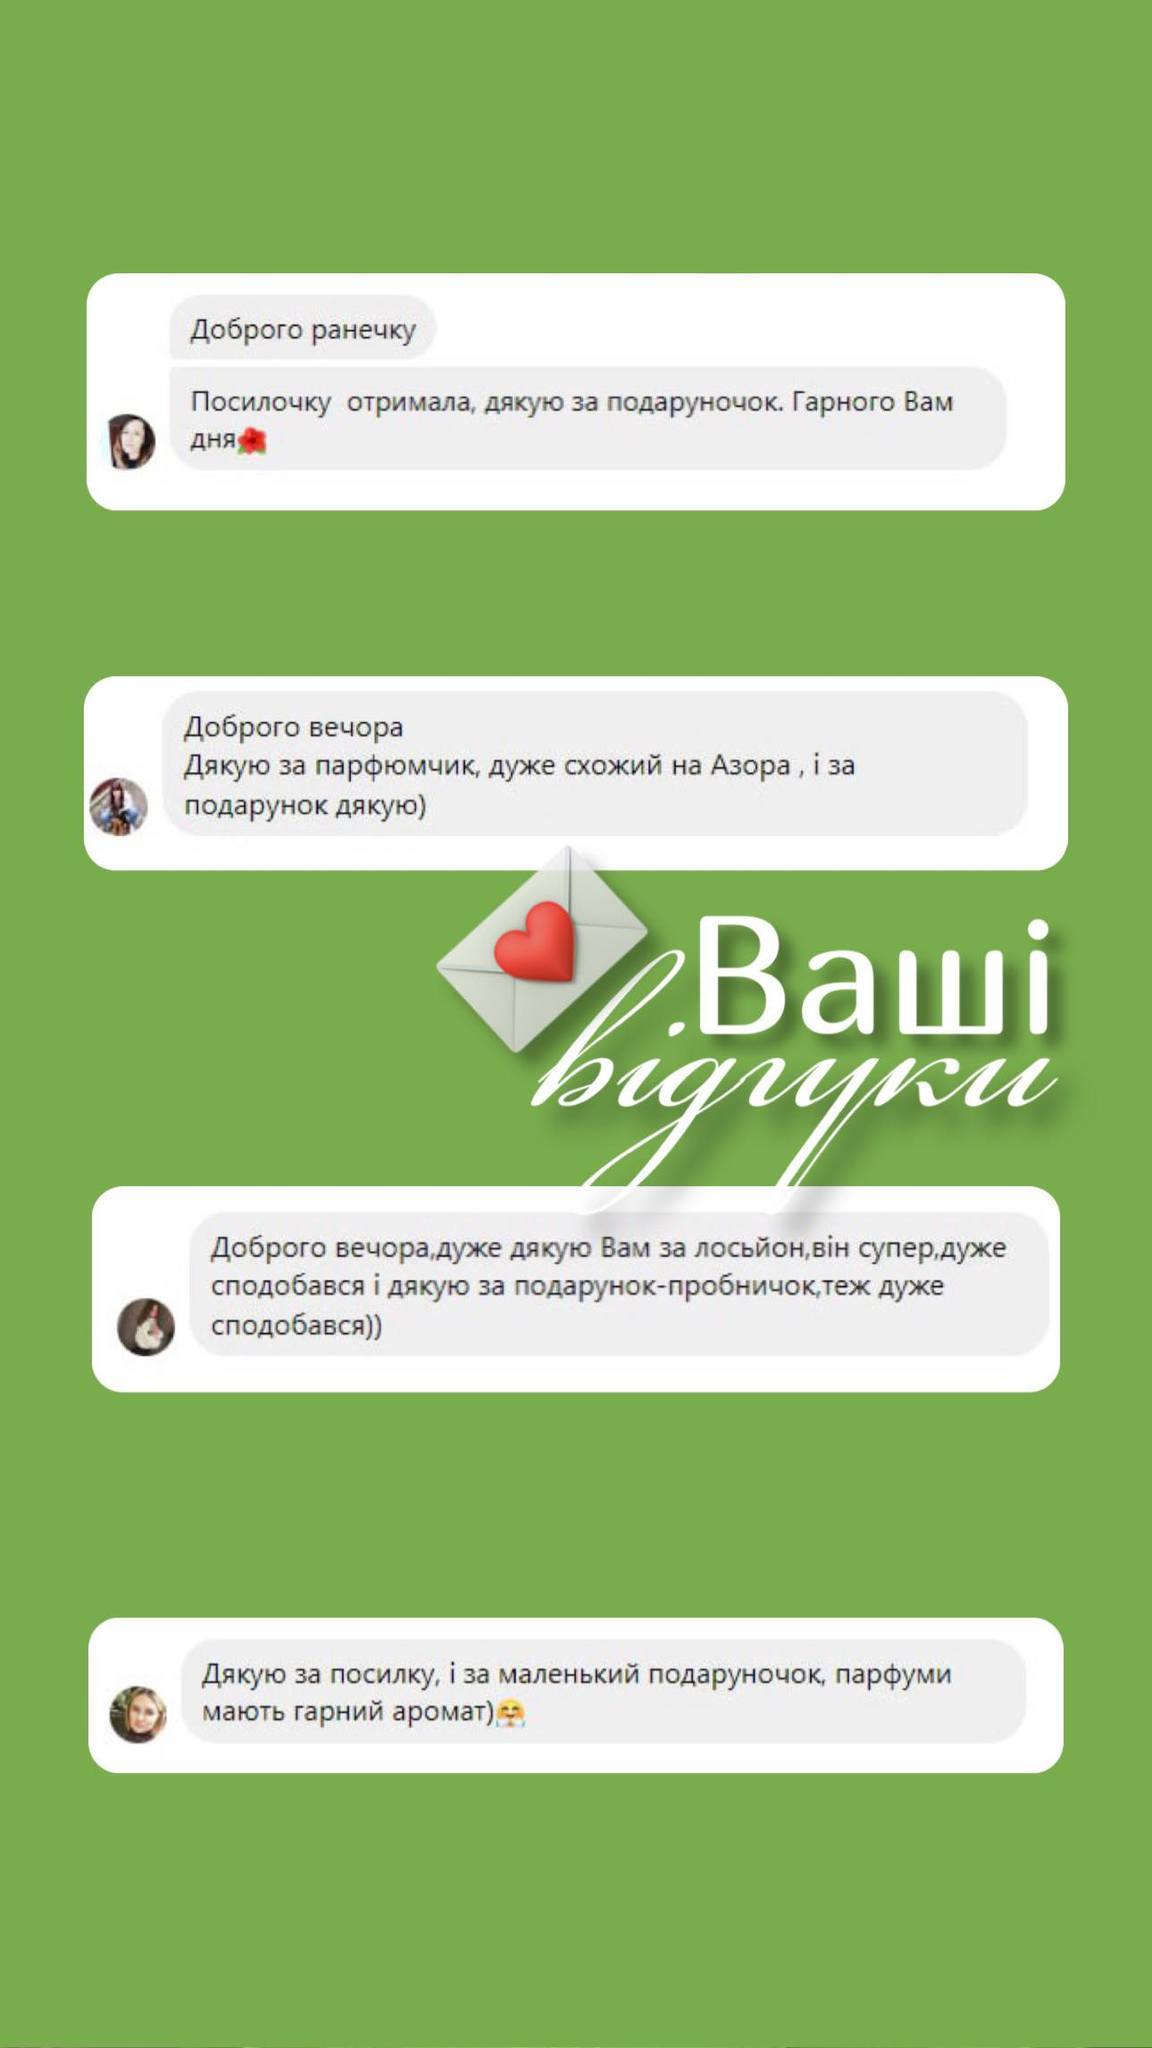 Доброго ранечку
Посилочку отримала, дякую за подаруночок. Гарного Вам
дня🌺
Доброго вечора
Дякую за парфюмчик, дуже схожий на Азора , і за
подарунок дякую)
Ваші
відгуки
Доброго вечора,дуже дякую Вам за лосьйон,він супер,дуже
сподобався і дякую за подарунок-пробничок,теж дуже
сподобався))
Дякую за посилку, і за маленький подаруночок, парфуми
мають гарний аромат)🤗